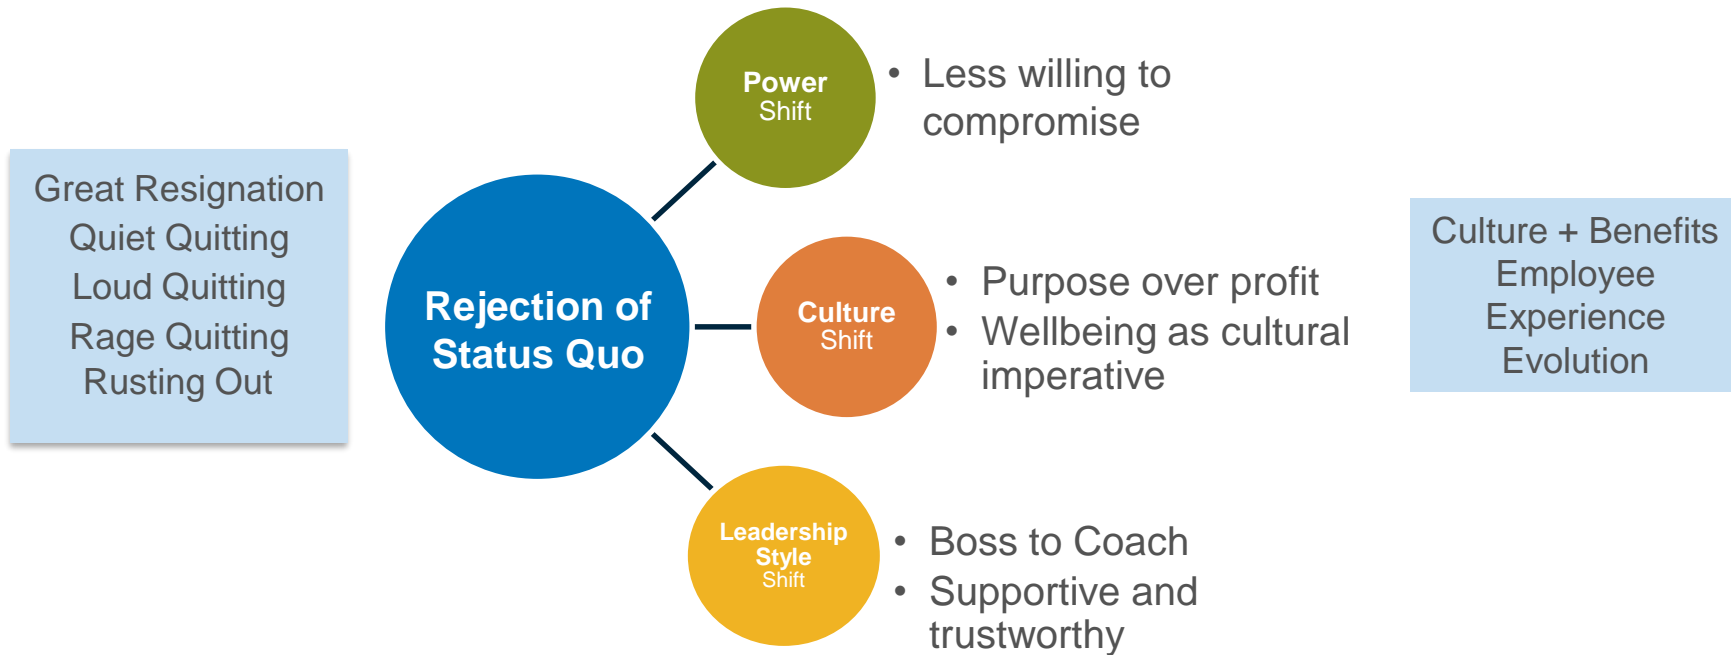 Great Resignation
Quiet Quitting
Loud Quitting
Rage Quitting
Rusting Out
Rejection of
Status Quo
Power
Shift
• Less willing to
compromise
Culture
Shift
• Purpose over profit
• Wellbeing as cultural
imperative
Leadership
Style
Shift
• Boss to Coach
• Supportive and
trustworthy
Culture + Benefits
Employee
Experience
Evolution